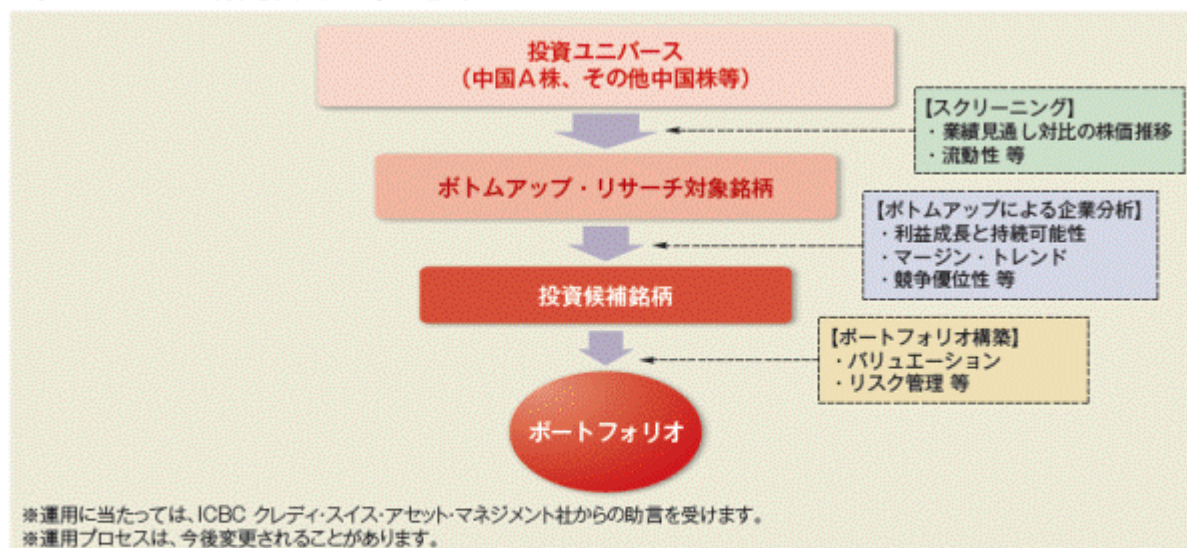 投資ユニバース
（中国A株、その他中国株等）
【スクリーニング】
・業績見通し対比の株価推移
・流動性 等
ボトムアップ・リサーチ対象銘柄
【ボトムアップによる企業分析】
・利益成長と持続可能性
・マージン・トレンド
・競争優位性 等
投資候補銘柄
【ポートフォリオ構築】
・バリュエーション
・リスク管理 等
ポートフォリオ
※運用に当たっては、ICBC クレディ・スイス・アセット・マネジメント社からの助言を受けます。
※運用プロセスは、今後変更されることがあります。